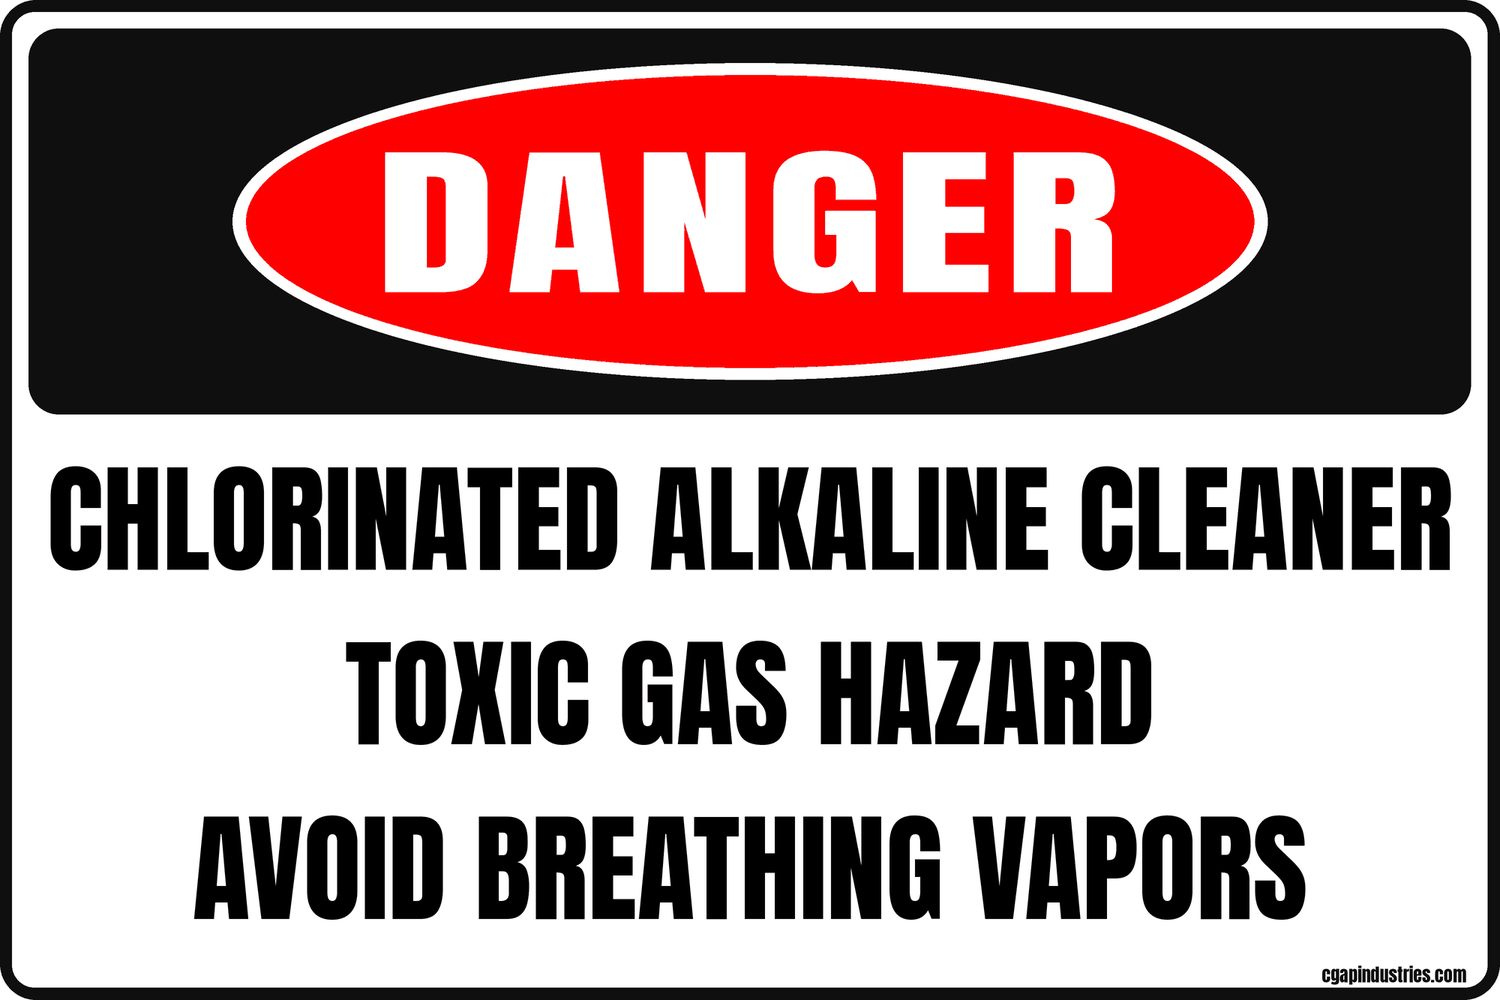 DANGER
CHLORINATED ALKALINE CLEANER
TOXIC GAS HAZARD
AVOID BREATHING VAPORS
cgapindustries.com